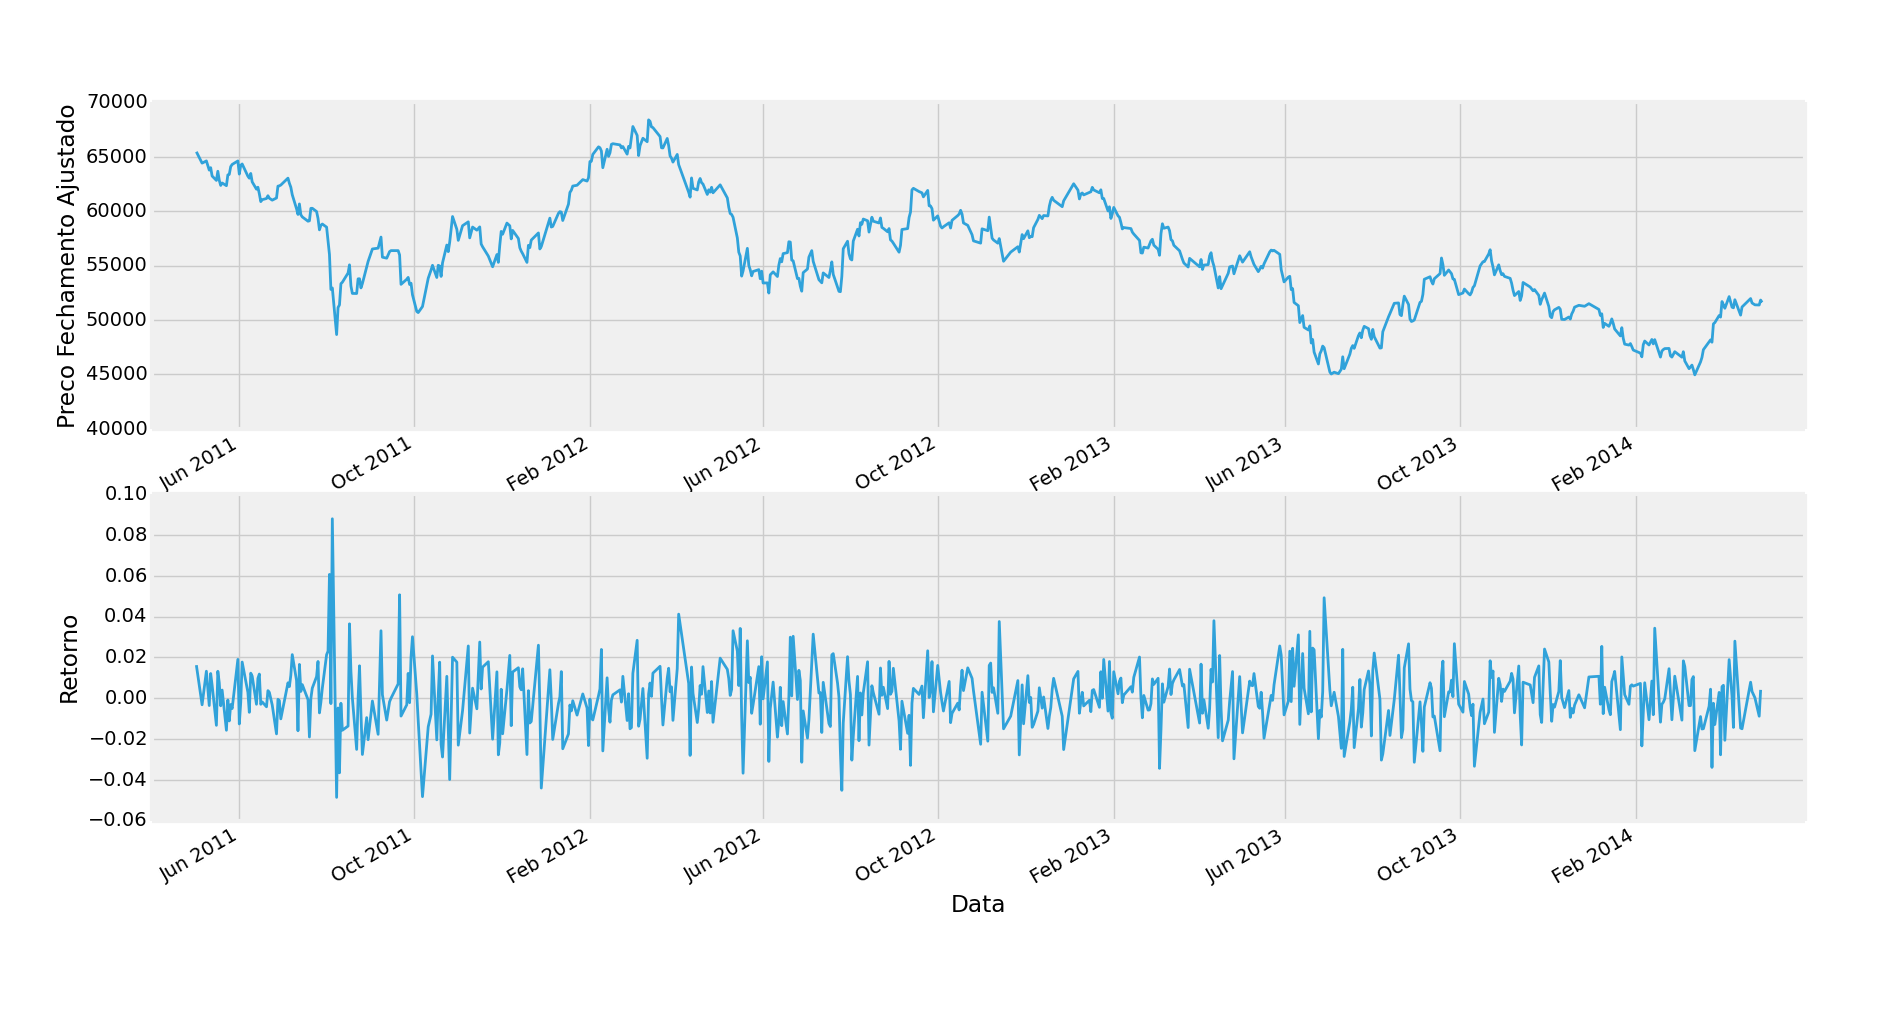 Preco Fechamento Ajustado
70000
65000
60000
55000
50000
45000
40000
Jun 2011
Oct 2011
Feb 2012
Jun 2012
Oct 2012
Feb 2013
Jun 2013
Oct 2013
Feb 2014
Retorno
0.10
0.08
0.06
0.04
0.02
0.00
−0.02
−0.04
−0.06
Jun 2011
Oct 2011
Feb 2012
Jun 2012
Oct 2012
Feb 2013
Jun 2013
Oct 2013
Feb 2014
Data